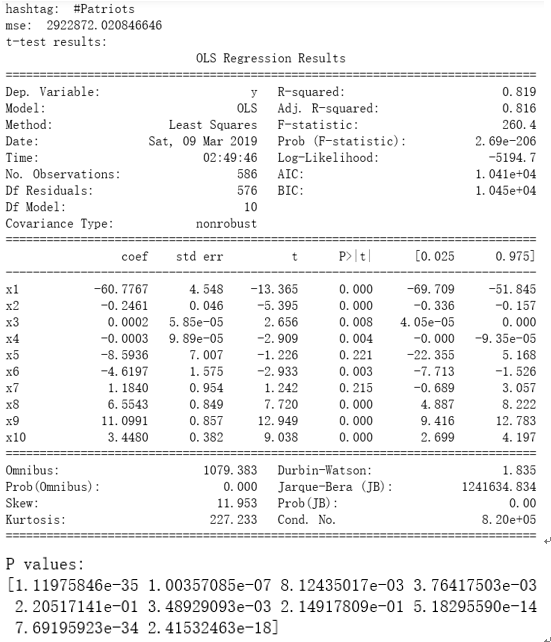 hashtag:  #Patriots
mse:  2922872.020846646
t-test results:
OLS Regression Results
==============================================================================
Dep. Variable:                      y   R-squared:                       0.819
Model:                            OLS   Adj. R-squared:                  0.816
Method:                 Least Squares   F-statistic:                     260.4
Date:                Sat, 09 Mar 2019   Prob (F-statistic):          2.69e-206
Time:                        02:49:46   Log-Likelihood:                -5194.7
No. Observations:                 586   AIC:                         1.041e+04
Df Residuals:                     576   BIC:                         1.045e+04
Df Model:                          10
Covariance Type:            nonrobust
==============================================================================
coef    std err          t      P>|t|      [0.025      0.975]
------------------------------------------------------------------------------
x1           -60.7767      4.548    -13.365      0.000     -69.709     -51.845
x2            -0.2461      0.046     -5.395      0.000      -0.336      -0.157
x3             0.0002   5.85e-05      2.656      0.008    4.05e-05       0.000
x4            -0.0003   9.89e-05     -2.909      0.004      -0.000   -9.35e-05
x5            -8.5936      7.007     -1.226      0.221     -22.355       5.168
x6            -4.6197      1.575     -2.933      0.003      -7.713      -1.526
x7             1.1840      0.954      1.242      0.215      -0.689       3.057
x8             6.5543      0.849      7.720      0.000       4.887       8.222
x9            11.0991      0.857     12.949      0.000       9.416      12.783
x10            3.4480      0.382      9.038      0.000       2.699       4.197
==============================================================================
Omnibus:                     1079.383   Durbin-Watson:                   1.835
Prob(Omnibus):                  0.000   Jarque-Bera (JB):          1241634.834
Skew:                          11.953   Prob(JB):                         0.00
Kurtosis:                     227.233   Cond. No.                     8.20e+05
==============================================================================
P values:
[1.11975846e-35 1.00357085e-07 8.12435017e-03 3.76417503e-03
2.20517141e-01 3.48929093e-03 2.14917809e-01 5.18295590e-14
7.69195923e-34 2.41532463e-18]